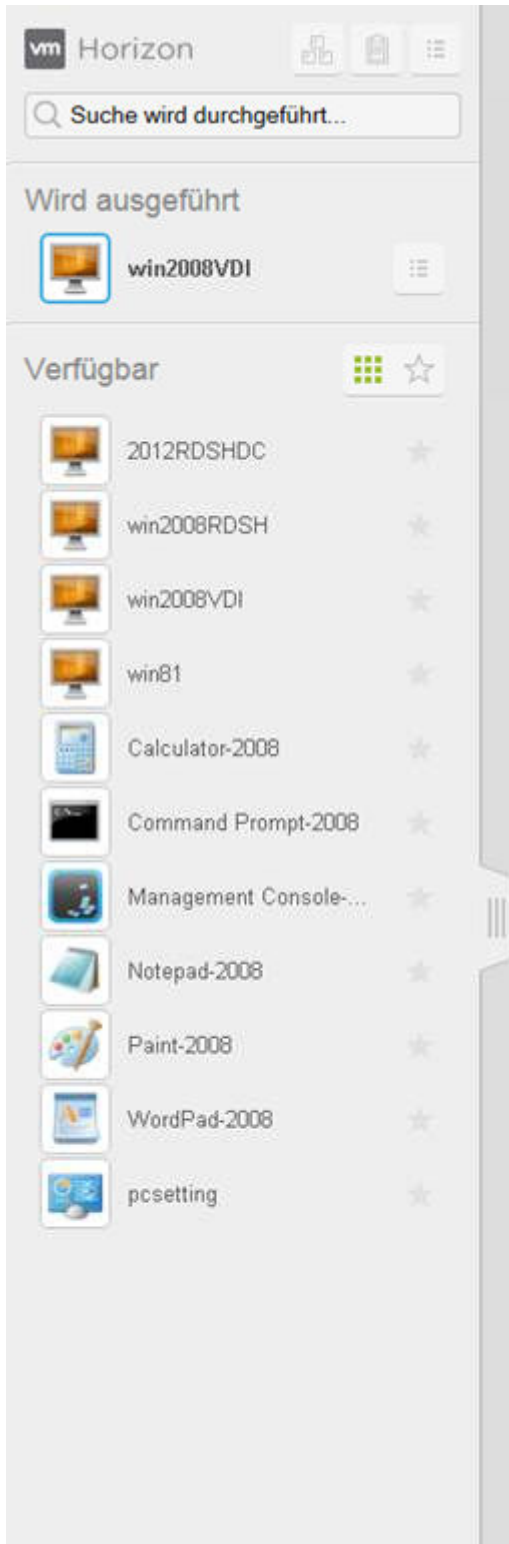 vm Horizon
Suche wird durchgeführt...
Wird ausgeführt
win2008VDI
Verfügbar
2012RDSHDC
win2008RDSH
win2008VDI
win81
Calculator-2008
Command Prompt-2008
Management Console-...
Notepad-2008
Paint-2008
WordPad-2008
pcsetting